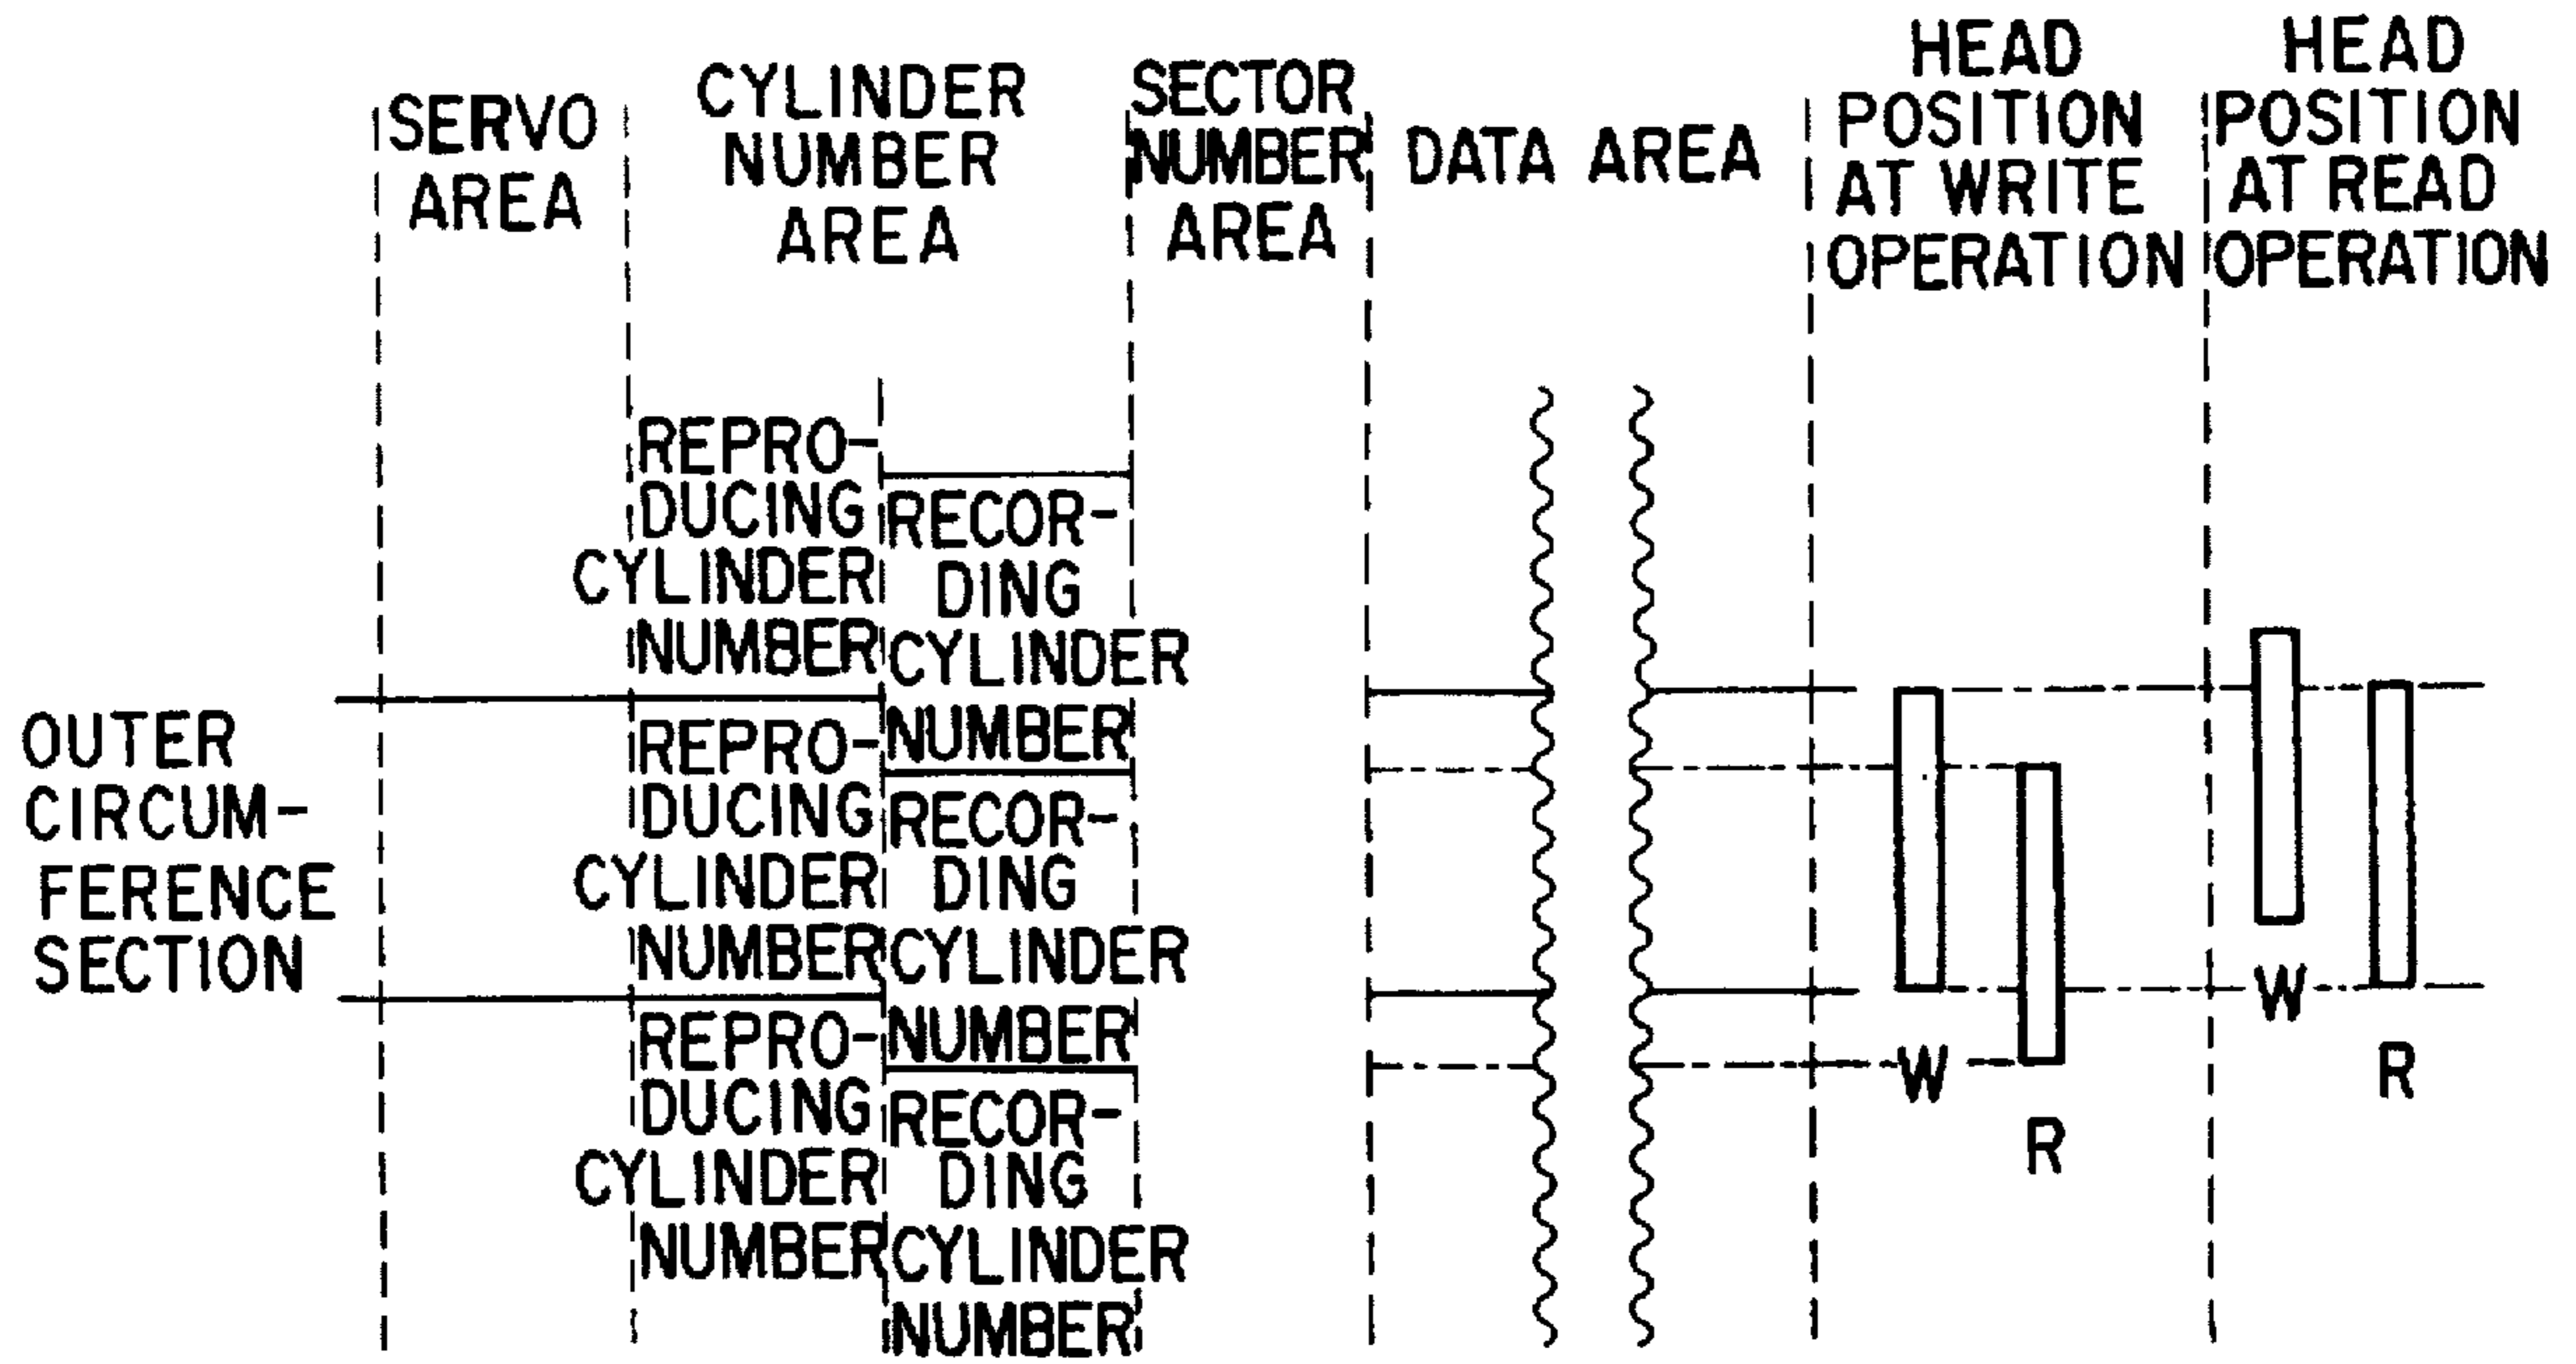 SERVO
AREA
CYLINDER
NUMBER
AREA
SECTOR
NUMBER
AREA
DATA AREA
HEAD
POSITION
AT WRITE
OPERATION
HEAD
POSITION
AT READ
OPERATION
REPRO-
DUCING
CYLINDER
NUMBER
RECOR-
DING
CYLINDER
NUMBER
OUTER
CIRCUM-
FERENCE
SECTION
REPRO-
DUCING
CYLINDER
NUMBER
RECOR-
DING
CYLINDER
NUMBER
REPRO-
DUCING
CYLINDER
NUMBER
RECOR-
DING
CYLINDER
NUMBER
W
R
W
R